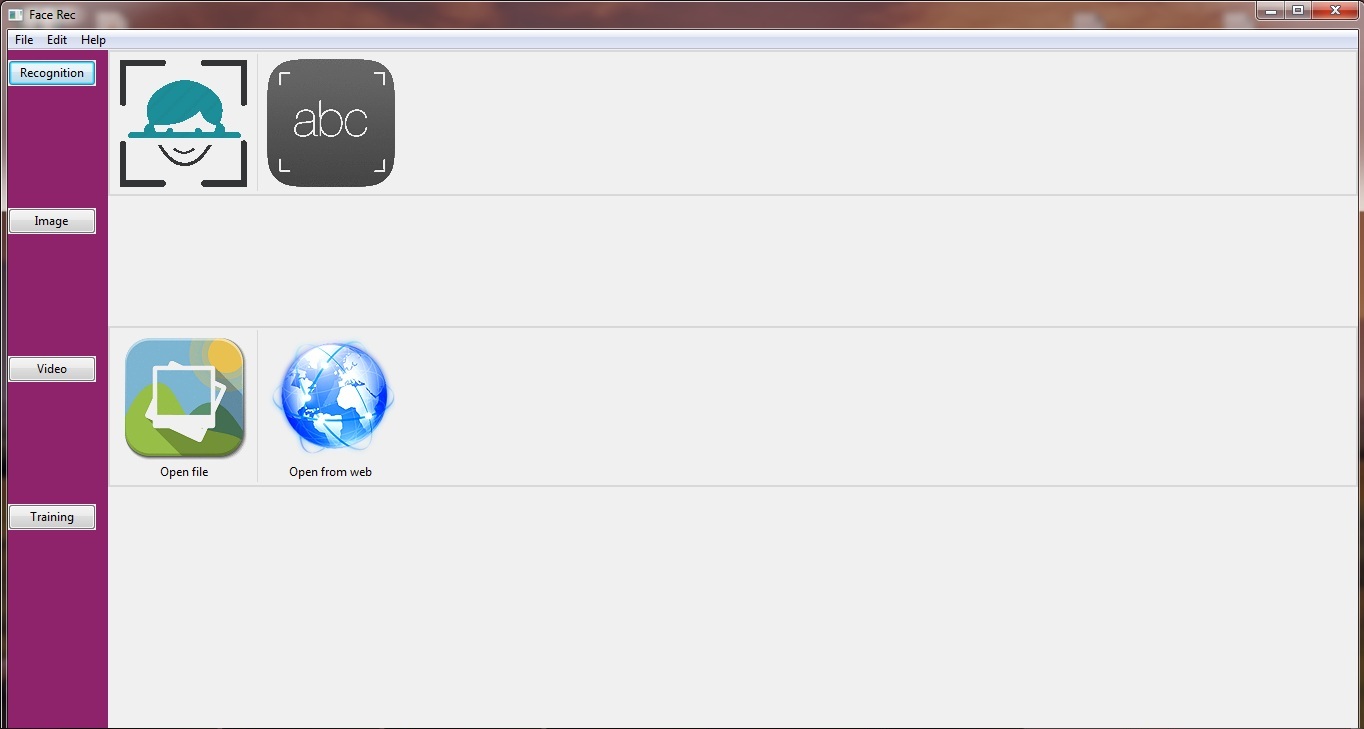 Face Rec
File Edit Help
Recognition
abc
Image
Video
Open file Open from web
Training